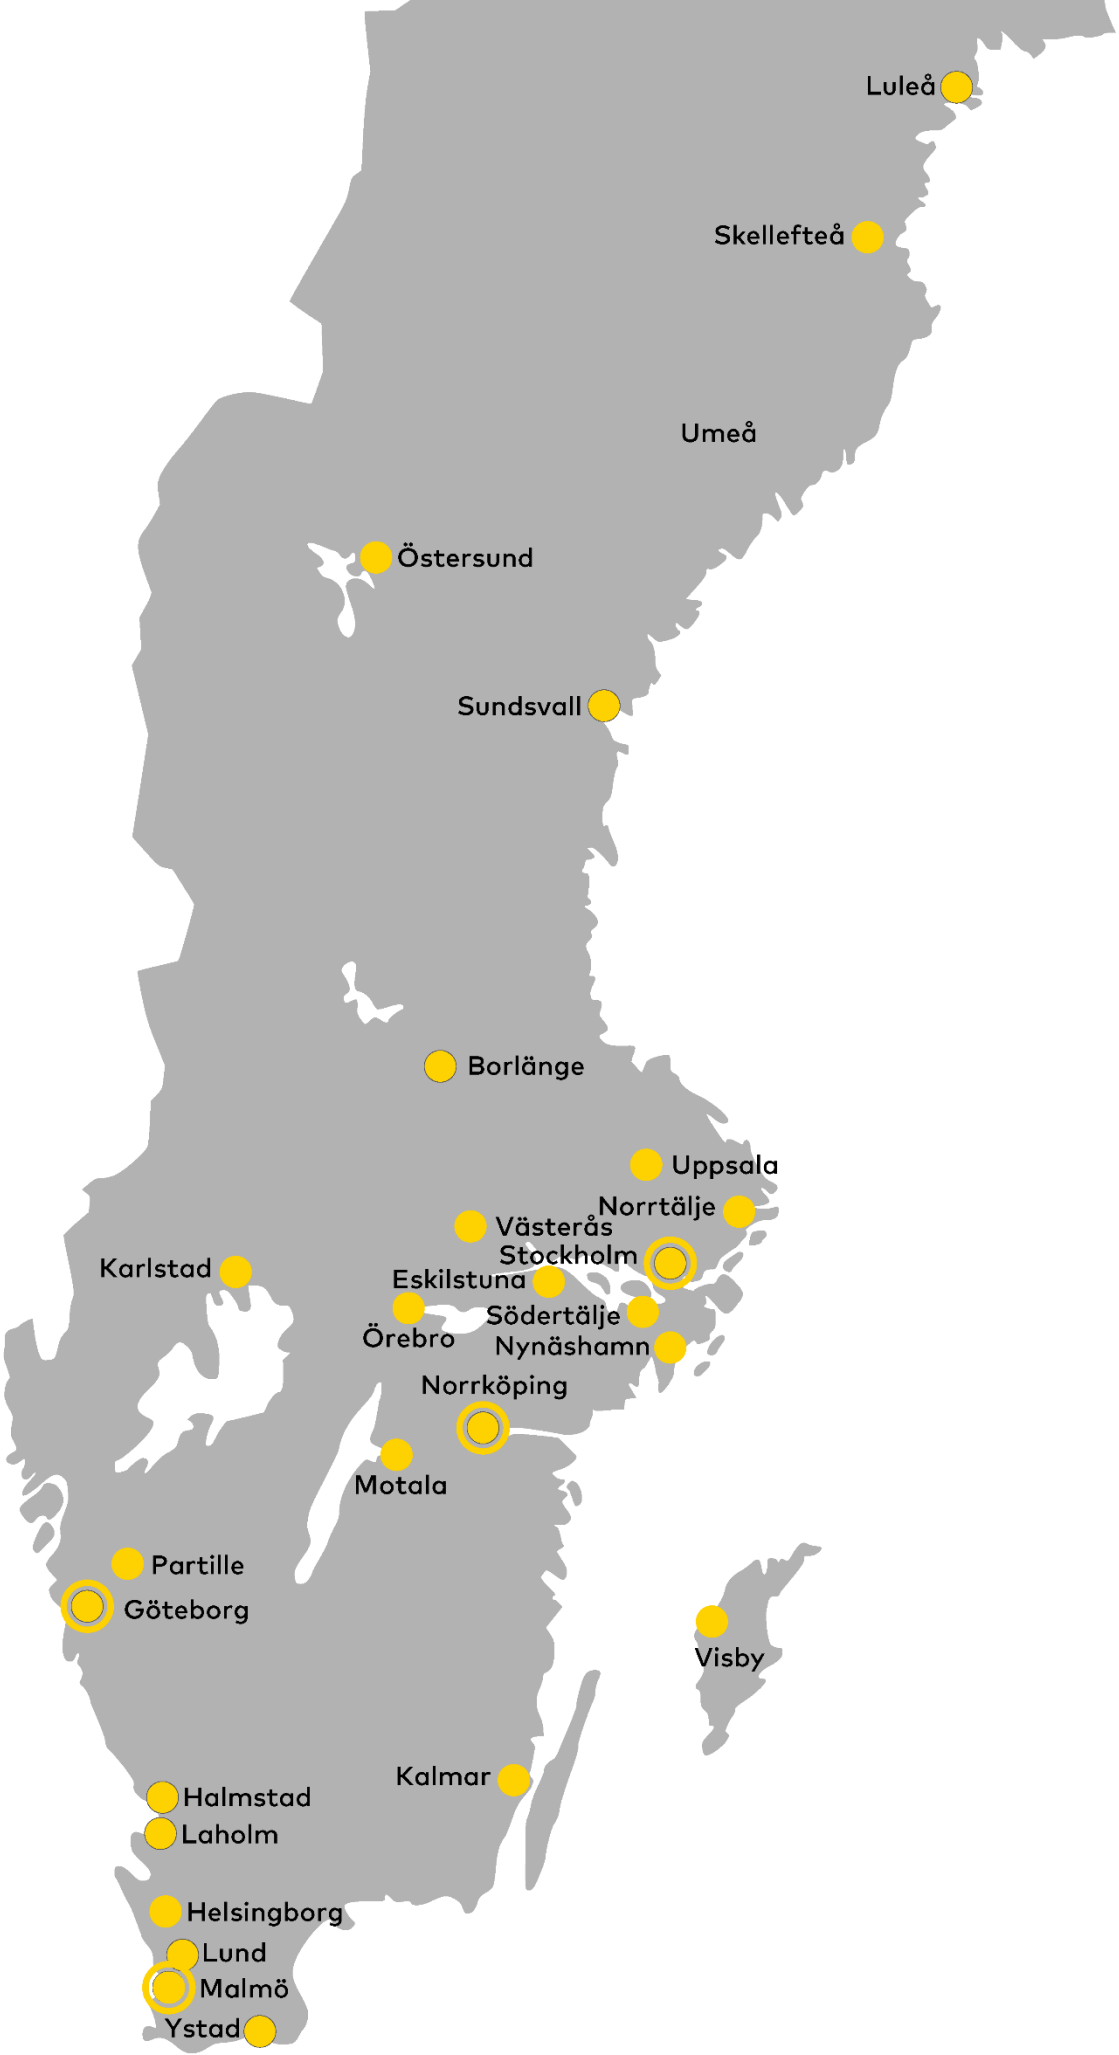 Luleå
Skellefteå
Umeå
Östersund
Sundsvall
Borlänge
Uppsala
Norrtälje
Västerås
Stockholm
Karlstad
Eskilstuna
Södertälje
Örebro
Nynäshamn
Norrköping
Motala
Partille
Göteborg
Visby
Kalmar
Halmstad
Laholm
Helsingborg
Lund
Malmö
Ystad